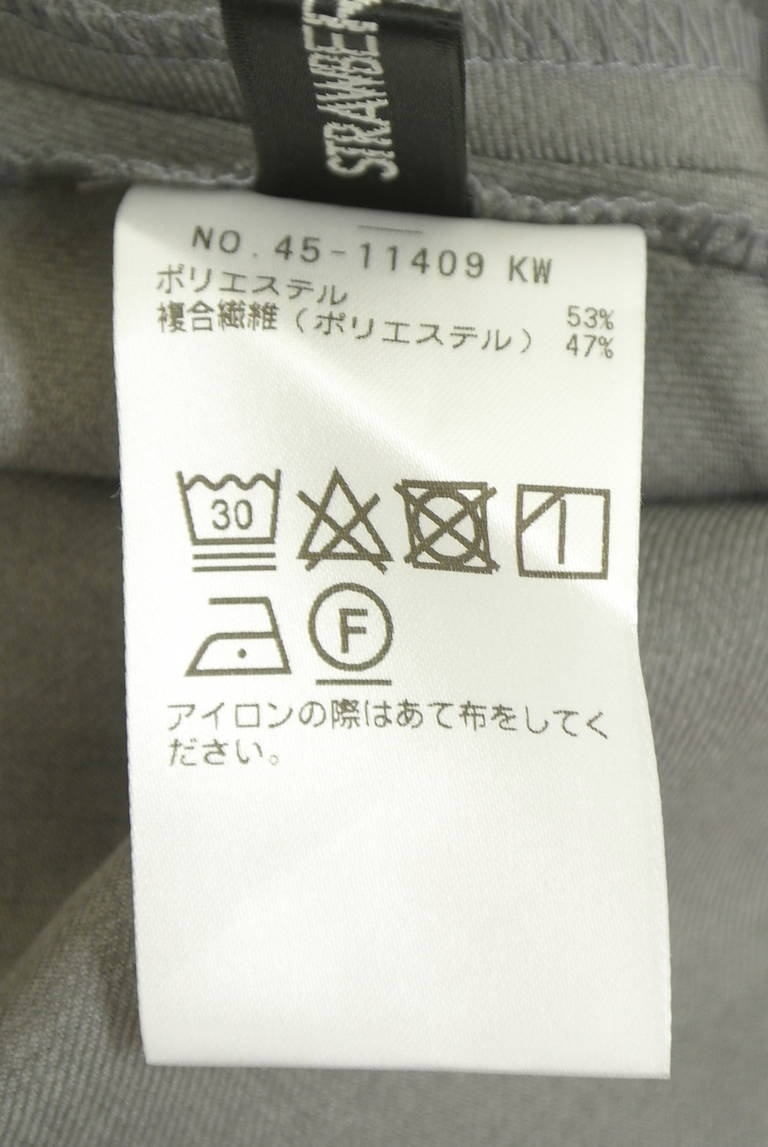 NO.45-11409 KW
ポリエステル 53%
複合繊維(ポリエステル) 47%
30
F
アイロンの際はあて布をしてく
ださい。